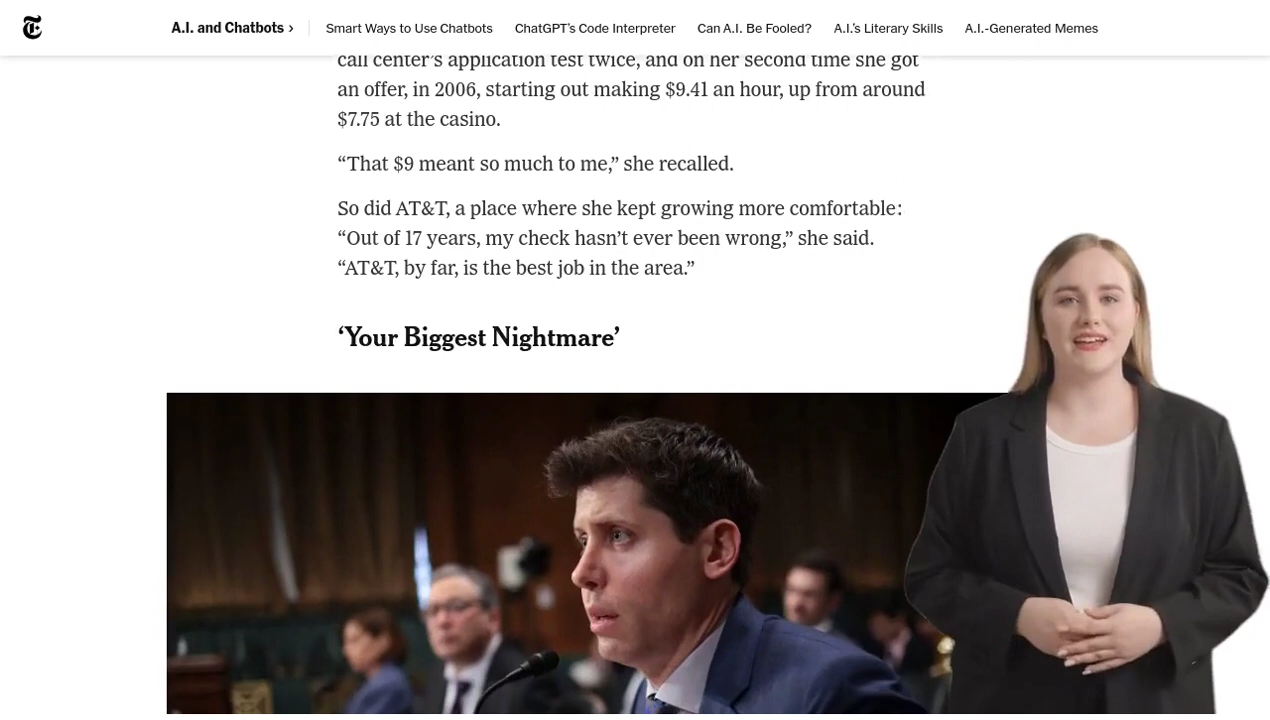 A.I. and Chatbots ›
Smart Ways to Use Chatbots
ChatGPT’s Code Interpreter
Can A.I. Be Fooled?
A.I.’s Literary Skills
A.I.-Generated Memes
call center’s application test twice, and on her second time she got
an offer, in 2006, starting out making $9.41 an hour, up from around
$7.75 at the casino.
“That $9 meant so much to me,” she recalled.
So did AT&T, a place where she kept growing more comfortable:
“Out of 17 years, my check hasn’t ever been wrong,” she said.
“AT&T, by far, is the best job in the area.”
‘Your Biggest Nightmare’